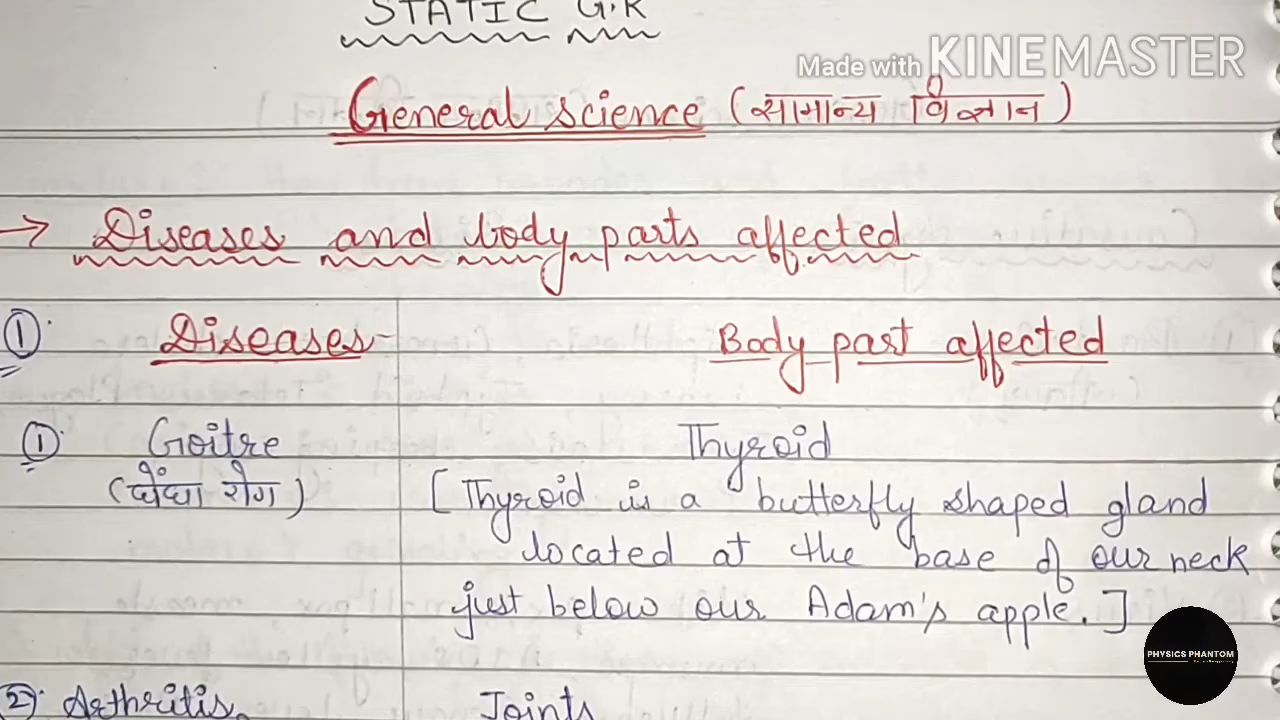 STATIC G.K
Made with KINEMASTER
General science (सामान्य विज्ञान)
→ Diseases and body parts affected
① Diseases Body part affected
① Goitre Thyroid
(घेंघा रोग) [Thyroid is a butterfly shaped gland
located at the base of our neck
just below our Adam's apple.]
PHYSICS PHANTOM
② Arthritis Joints